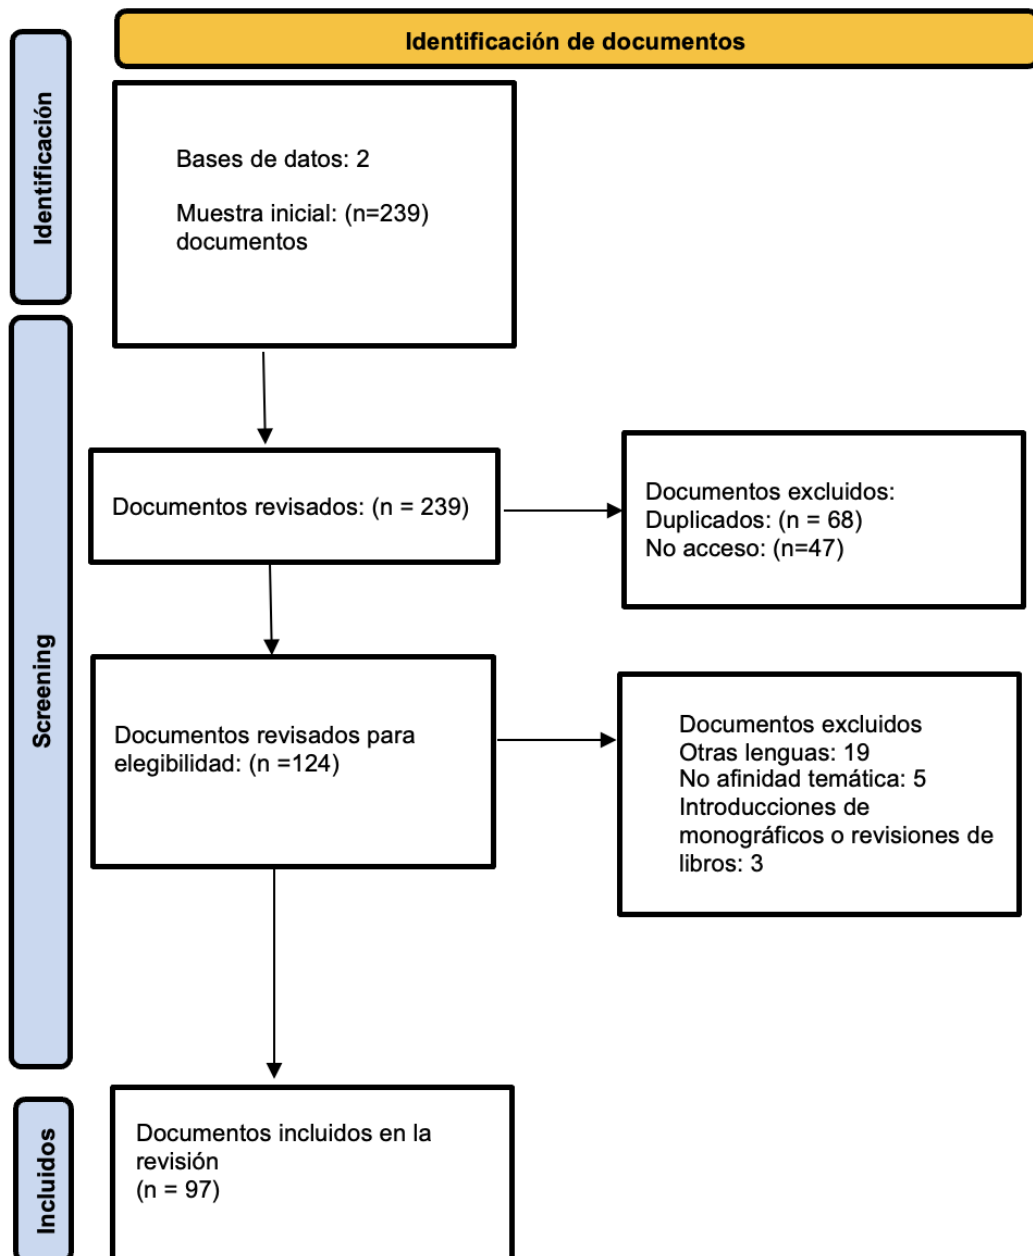 Identificación de documentos
Identificación
Bases de datos: 2
Muestra inicial: (n=239)
documentos
Screening
Documentos revisados: (n = 239)
Documentos excluidos:
Duplicados: (n = 68)
No acceso: (n=47)
Documentos revisados para
elegibilidad: (n =124)
Documentos excluidos
Otras lenguas: 19
No afinidad temática: 5
Introducciones de
monográficos o revisiones de
libros: 3
Incluidos
Documentos incluidos en la
revisión
(n = 97)